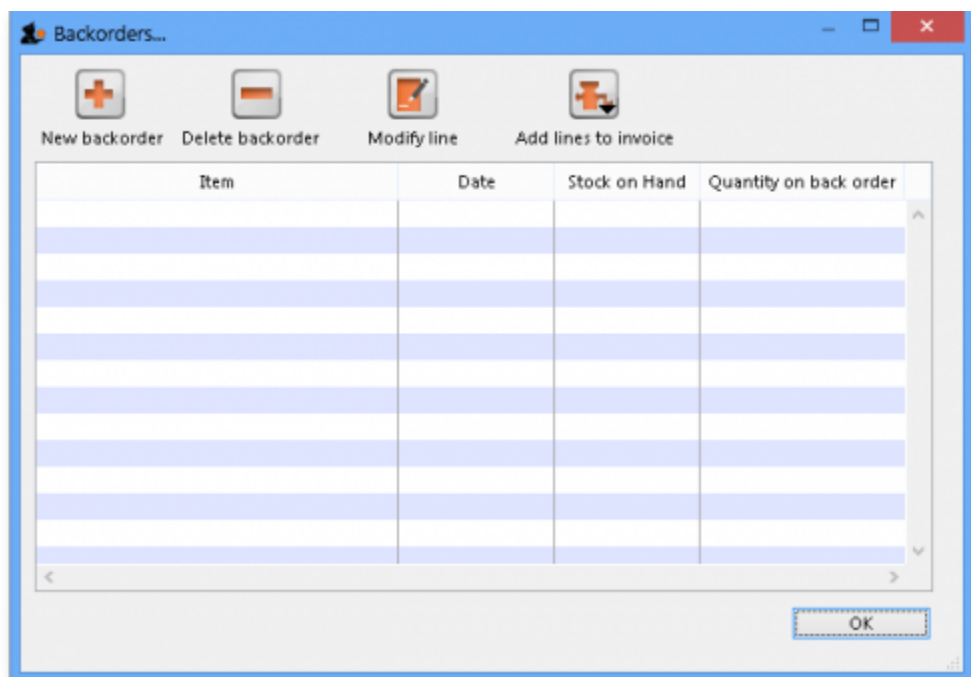 Backorders...
New backorder Delete backorder Modify line Add lines to invoice
Item Date Stock on Hand Quantity on back order
OK